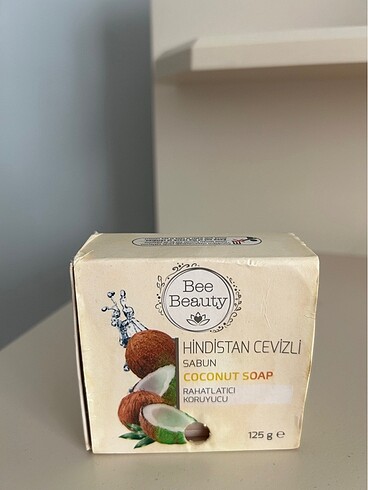 Bee
Beauty
HİNDİSTAN CEVİZLİ
SABUN
COCONUT SOAP
RAHATLATICI
KORUYUCU
125 g e